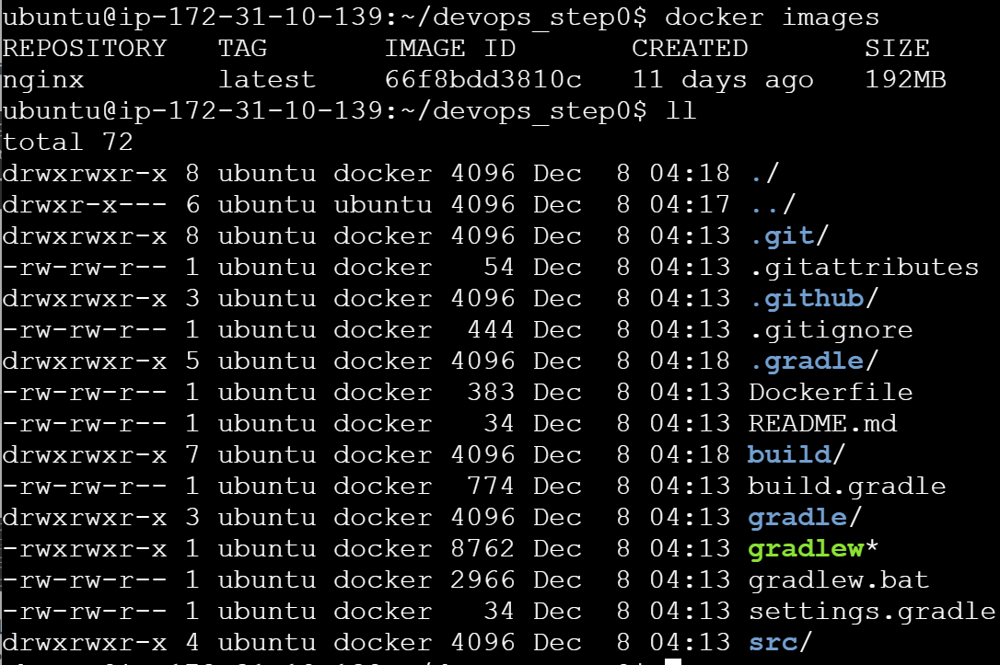 ubuntu@ip-172-31-10-139:~/devops_step0$ docker images
REPOSITORY   TAG       IMAGE ID       CREATED       SIZE
nginx        latest    66f8bdd3810c   11 days ago   192MB
ubuntu@ip-172-31-10-139:~/devops_step0$ ll
total 72
drwxrwxr-x 8 ubuntu docker 4096 Dec  8 04:18 ./
drwxr-x--- 6 ubuntu ubuntu 4096 Dec  8 04:17 ../
drwxrwxr-x 8 ubuntu docker 4096 Dec  8 04:13 .git/
-rw-rw-r-- 1 ubuntu docker   54 Dec  8 04:13 .gitattributes
drwxrwxr-x 3 ubuntu docker 4096 Dec  8 04:13 .github/
-rw-rw-r-- 1 ubuntu docker  444 Dec  8 04:13 .gitignore
drwxrwxr-x 5 ubuntu docker 4096 Dec  8 04:18 .gradle/
-rw-rw-r-- 1 ubuntu docker  383 Dec  8 04:13 Dockerfile
-rw-rw-r-- 1 ubuntu docker   34 Dec  8 04:13 README.md
drwxrwxr-x 7 ubuntu docker 4096 Dec  8 04:18 build/
-rw-rw-r-- 1 ubuntu docker  774 Dec  8 04:13 build.gradle
drwxrwxr-x 3 ubuntu docker 4096 Dec  8 04:13 gradle/
-rwxrwxr-x 1 ubuntu docker 8762 Dec  8 04:13 gradlew*
-rw-rw-r-- 1 ubuntu docker 2966 Dec  8 04:13 gradlew.bat
-rw-rw-r-- 1 ubuntu docker   34 Dec  8 04:13 settings.gradle
drwxrwxr-x 4 ubuntu docker 4096 Dec  8 04:13 src/